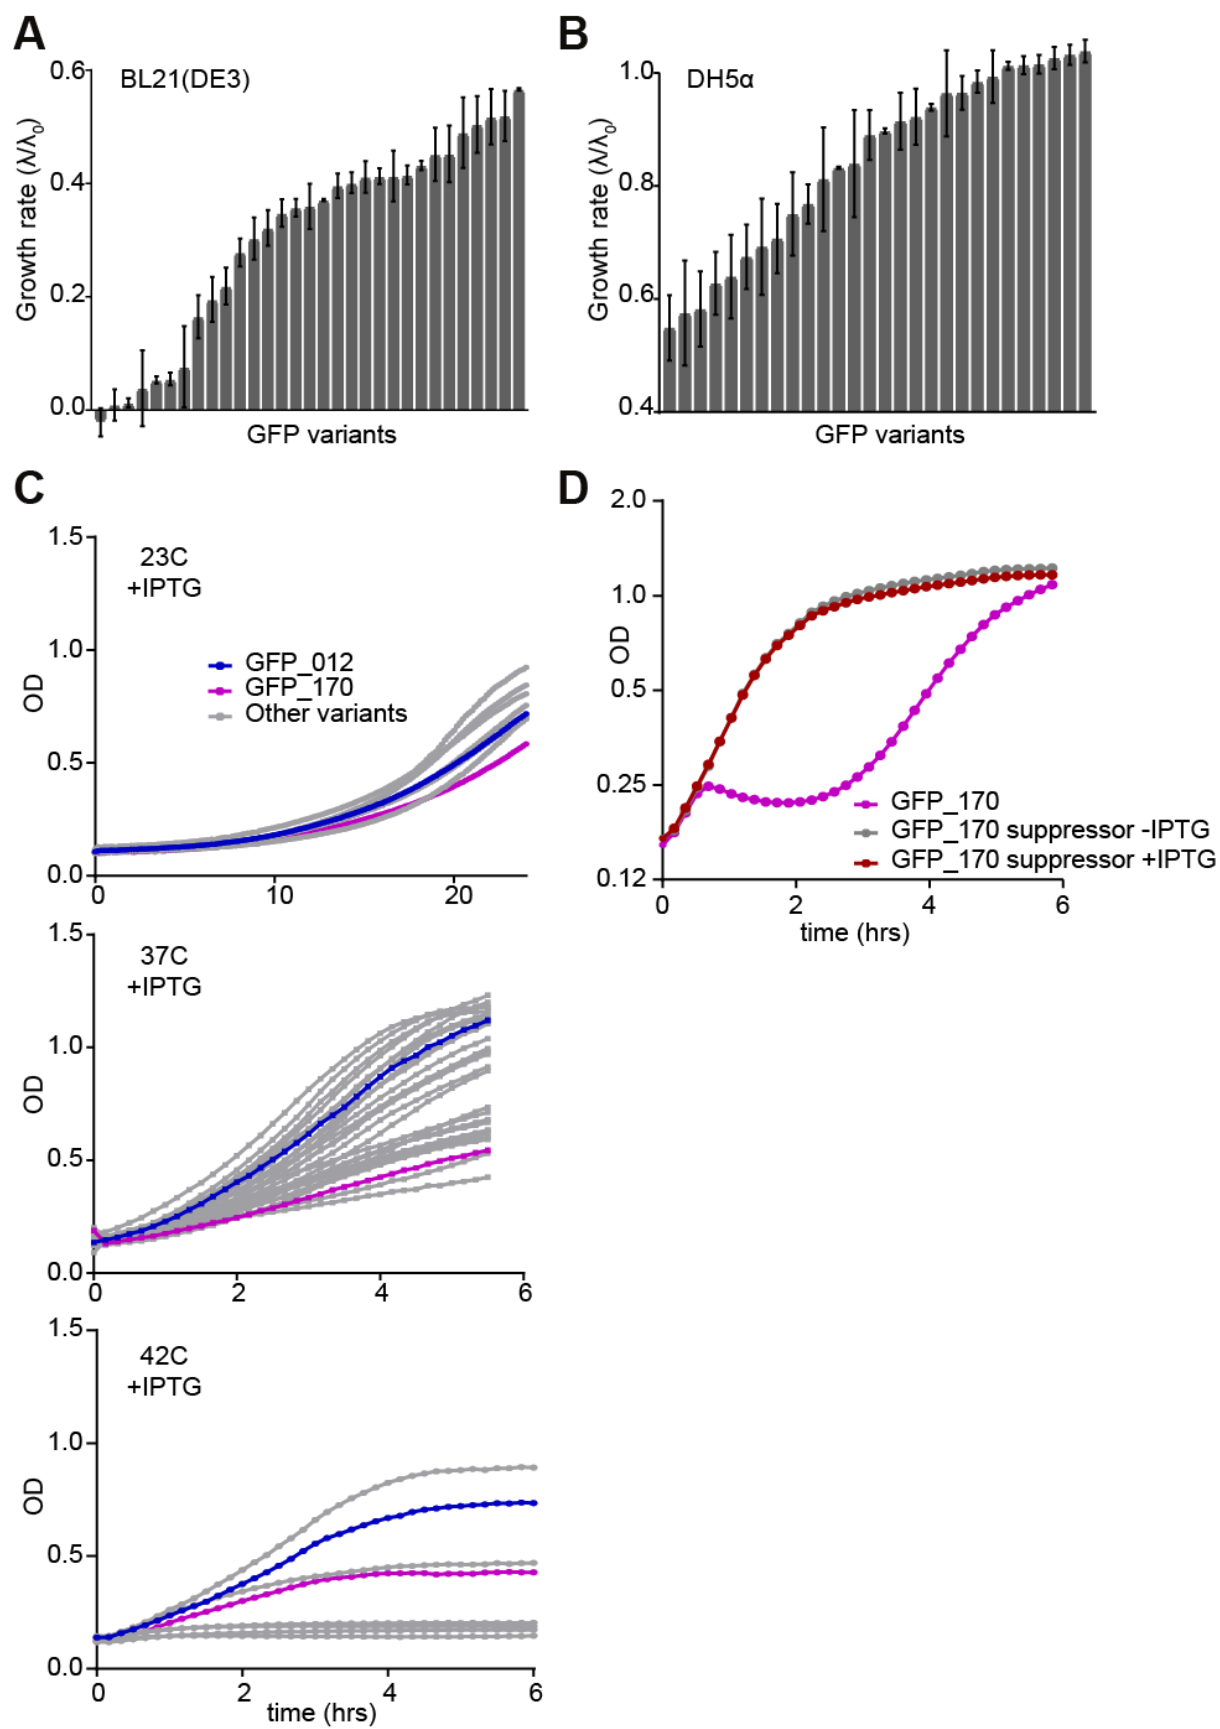 A
BL21(DE3)
Growth rate (λ/λ0)
0.6
0.4
0.2
0.0
GFP variants
B
DH5α
Growth rate (λ/λ0)
1.0
0.8
0.6
0.4
GFP variants
C
23C
+IPTG
GFP_012
GFP_170
Other variants
OD
1.5
1.0
0.5
0.0
0
10
20
D
OD
2.0
1.0
0.5
0.25
0.12
GFP_170
GFP_170 suppressor -IPTG
GFP_170 suppressor +IPTG
0
2
4
6
time (hrs)
37C
+IPTG
OD
1.5
1.0
0.5
0.0
0
2
4
6
42C
+IPTG
OD
1.5
1.0
0.5
0.0
0
2
4
6
time (hrs)